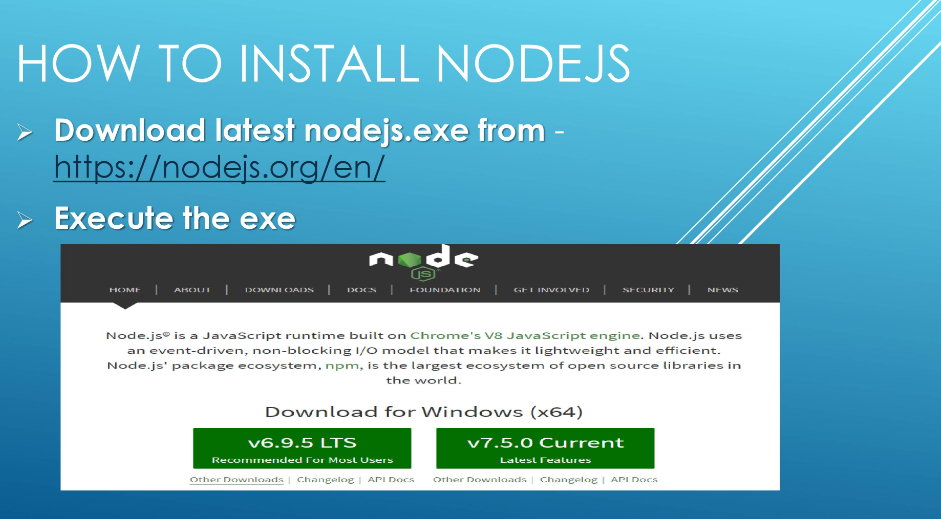 HOW TO INSTALL NODEJS
➢ Download latest nodejs.exe from -
https://nodejs.org/en/
➢ Execute the exe
node
JS
HOME | ABOUT | DOWNLOADS | DOCS | FOUNDATION | GET INVOLVED | SECURITY | NEWS
Node.js® is a JavaScript runtime built on Chrome's V8 JavaScript engine. Node.js uses
an event-driven, non-blocking I/O model that makes it lightweight and efficient.
Node.js' package ecosystem, npm, is the largest ecosystem of open source libraries in
the world.
Download for Windows (x64)
v6.9.5 LTS
Recommended For Most Users
v7.5.0 Current
Latest Features
Other Downloads | Changelog | API Docs
Other Downloads | Changelog | API Docs